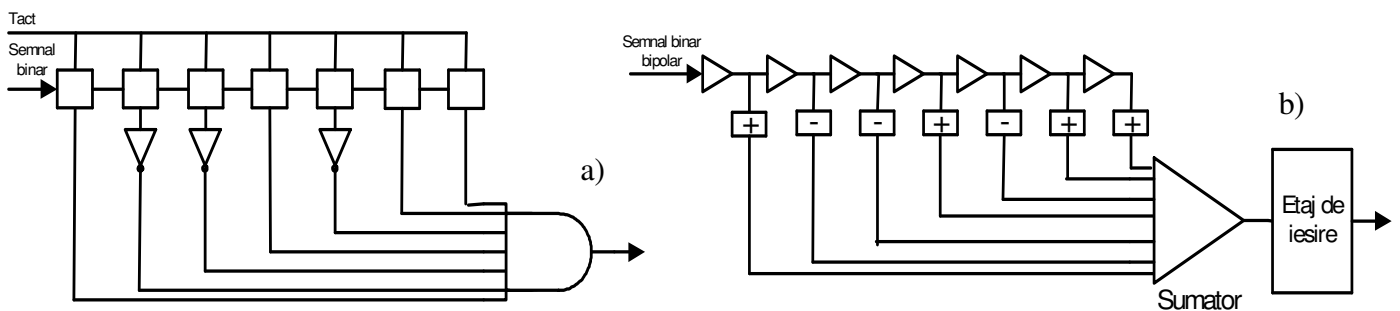 Tact
Semnal
binar
a)
Semnal binar
bipolar
+
-
-
+
-
+
+
b)
Etaj de
iesire
Sumator